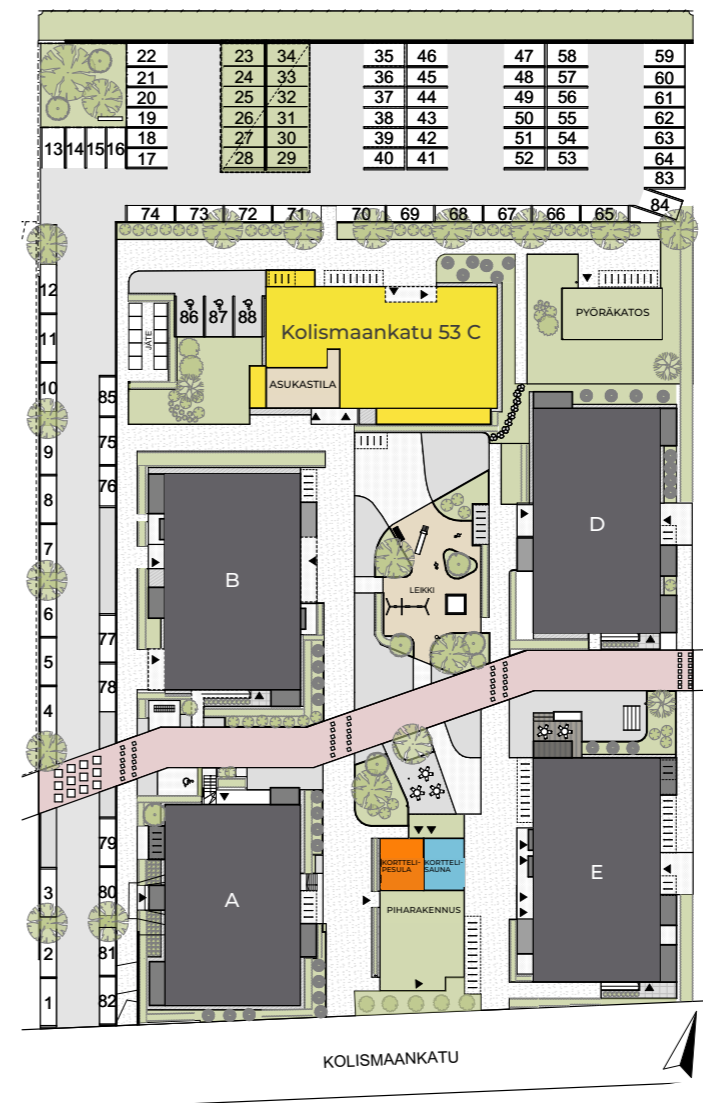 22 23 34 35 46 47 58 59
21 24 33 36 45 48 57 60
20 25 32 37 44 49 56 61
19 26 31 38 43 50 55 62
18 27 30 39 42 51 54 63
17 28 29 40 41 52 53 64
13 14 15 16
83
84
74 73 72 71 70 69 68 67 66 65
12
11
10
9
8
7
6
5
4
3
2
1
85
75
76
77
78
79
80
81
82
86 87 88
JÄTE
Kolismaankatu 53 C
ASUKASTILA
PYÖRÄKATOS
B
D
LEIKKI
A
E
KORTTELI-
PESULA
KORTTELI-
SAUNA
PIHARAKENNUS
KOLISMAANKATU